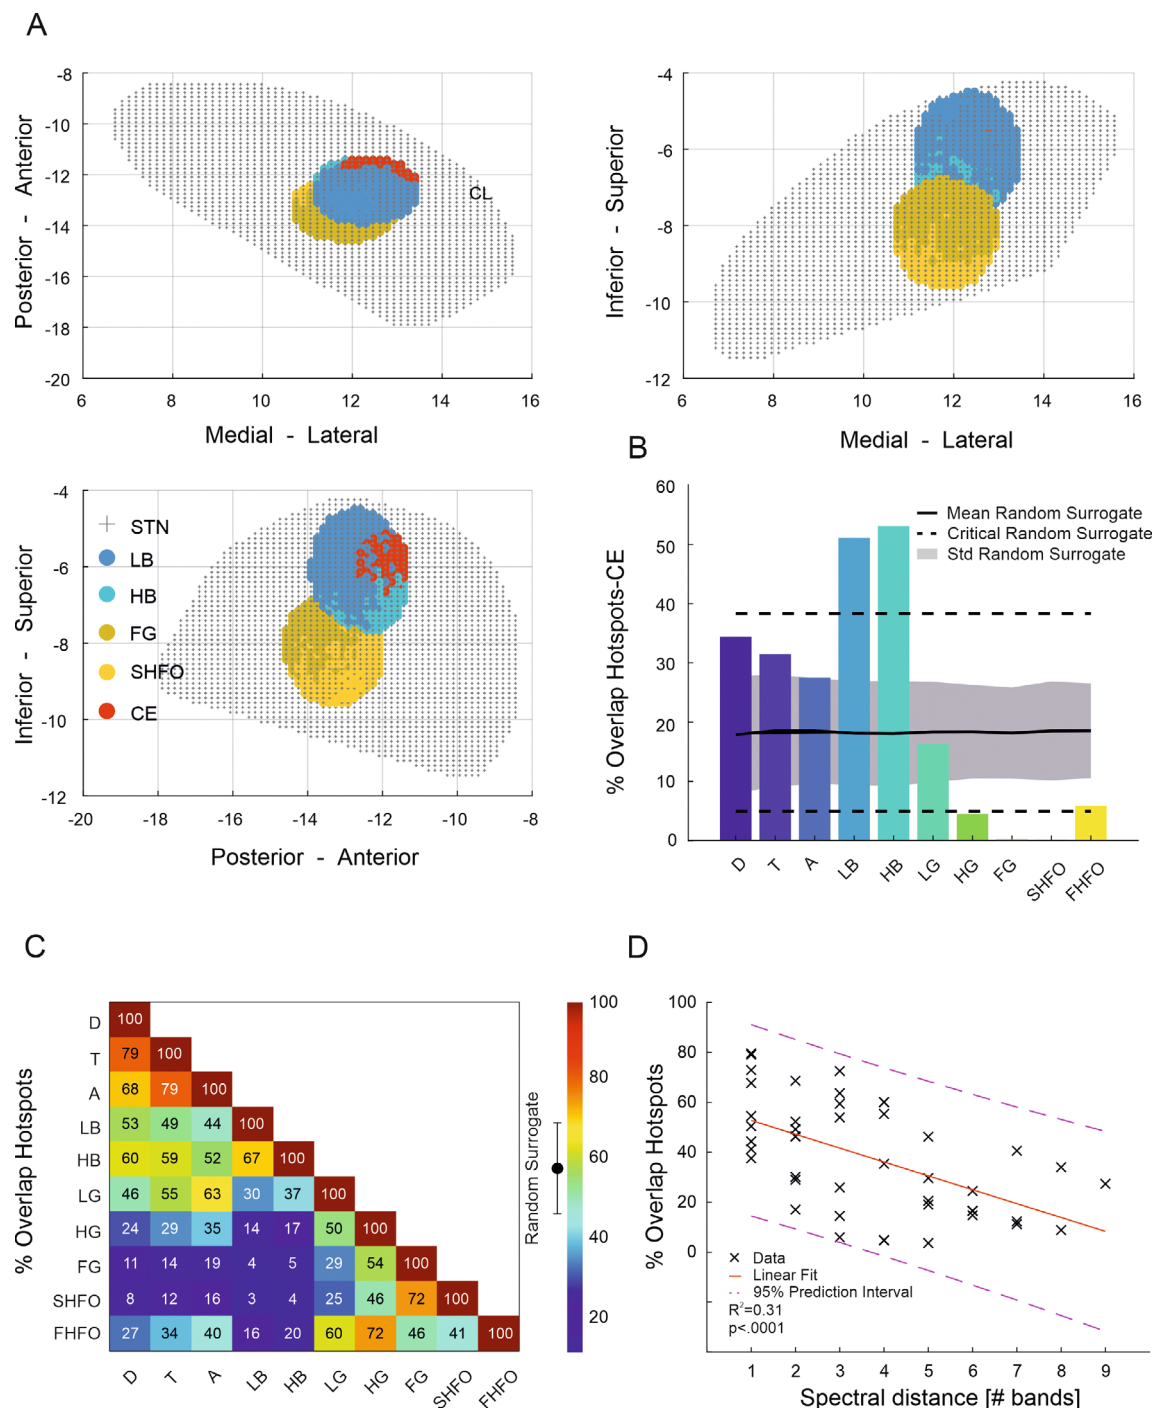 A
-8
-10
-12
-14
-16
-18
-20
6 8 10 12 14 16
Posterior - Anterior
Medial - Lateral
CL
-4
-6
-8
-10
-12
6 8 10 12 14 16
Inferior - Superior
Medial - Lateral
-4
-6
-8
-10
-12
-20 -18 -16 -14 -12 -10 -8
Inferior - Superior
Posterior - Anterior
STN
LB
HB
FG
SHFO
CE
B
60
50
40
30
20
10
0
% Overlap Hotspots-CE
Mean Random Surrogate
Critical Random Surrogate
Std Random Surrogate
D T A LB HB LG HG FG SHFO FHFO
C
% Overlap Hotspots
D 100
T 79 100
A 68 79 100
LB 53 49 44 100
HB 60 59 52 67 100
LG 46 55 63 30 37 100
HG 24 29 35 14 17 50 100
FG 11 14 19 4 5 29 54 100
SHFO 8 12 16 3 4 25 46 72 100
FHFO 27 34 40 16 20 60 72 46 41 100
D T A LB HB LG HG FG SHFO FHFO
Random Surrogate
100
80
60
40
20
D
100
80
60
40
20
0
% Overlap Hotspots
Data
Linear Fit
95% Prediction Interval
R²=0.31
p<.0001
1 2 3 4 5 6 7 8 9
Spectral distance [# bands]